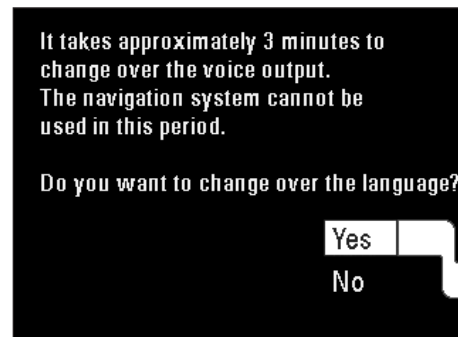 It takes approximately 3 minutes to
change over the voice output.
The navigation system cannot be
used in this period.
Do you want to change over the language?
Yes
No